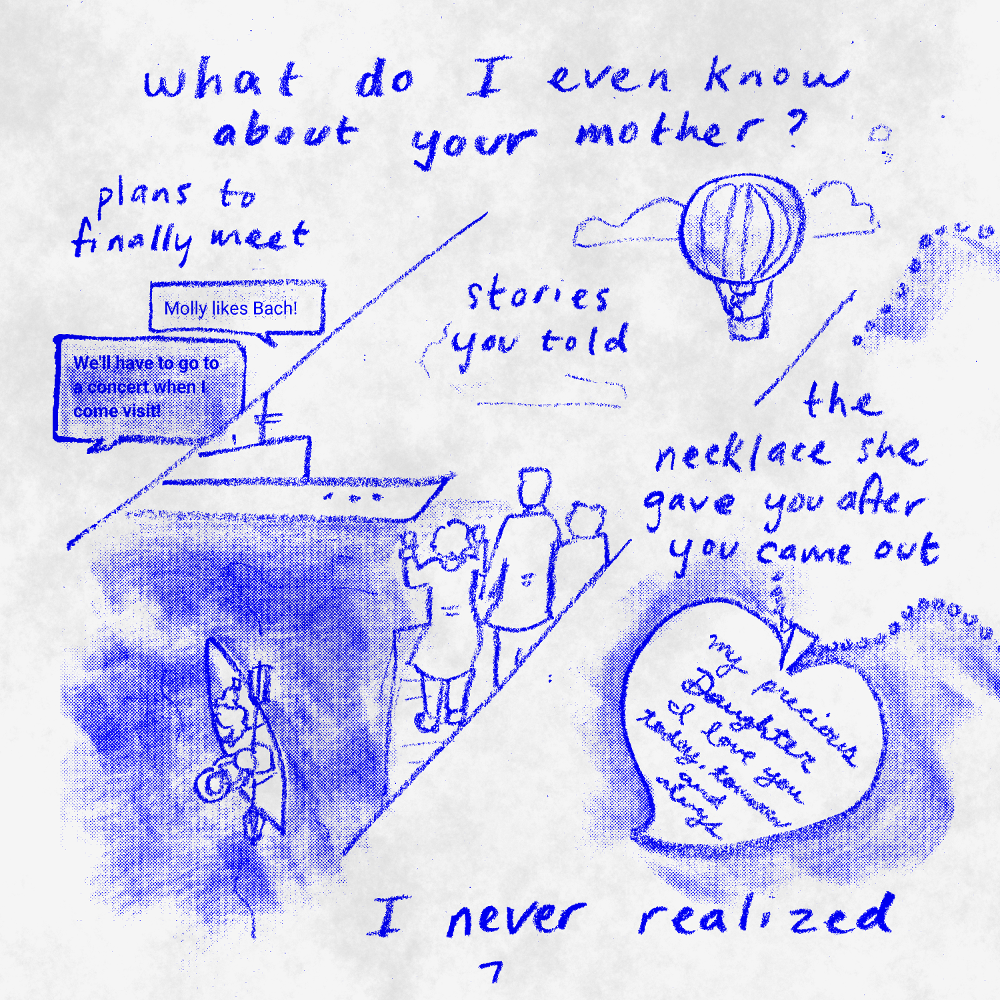 what do I even know
about your mother?
plans to
finally meet
Molly likes Bach!
We'll have to go to
a concert when I
come visit!
stories
you told
the
necklace she
gave you after
you came out
my precious
Daughter
I love you
today,
and
always
I never realized
7